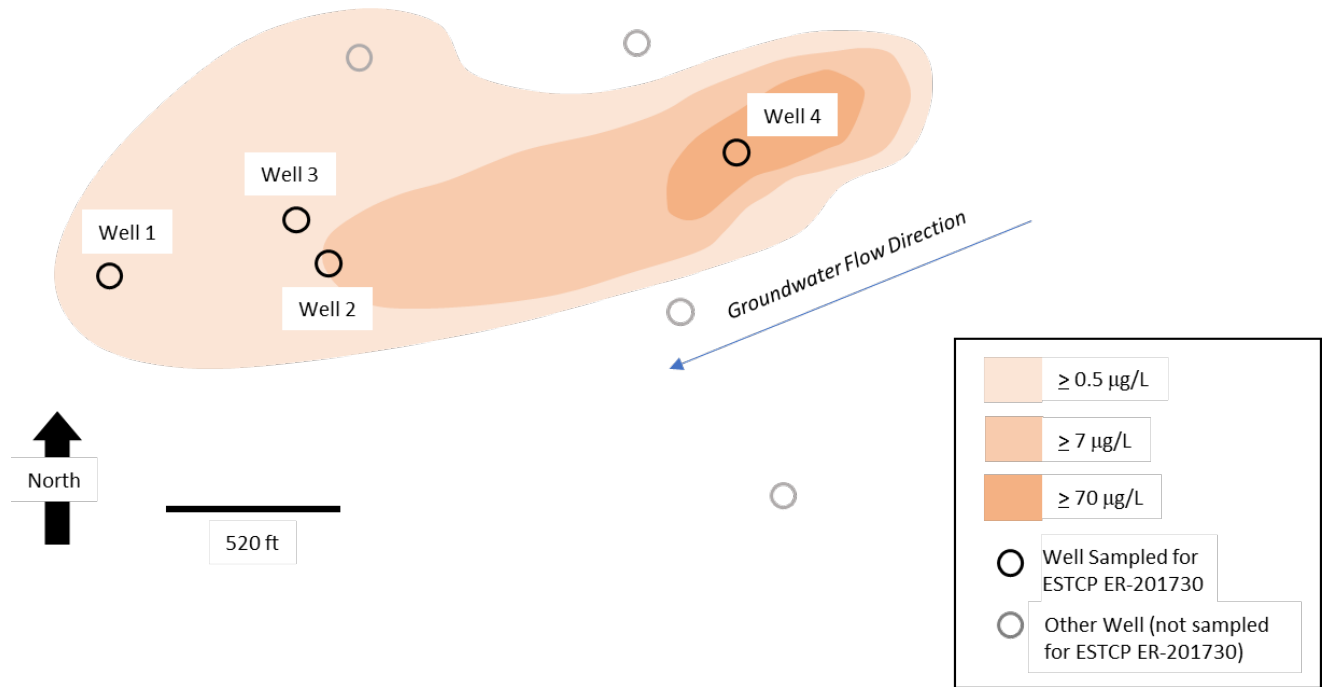 Well 4
Well 3
Well 1
Well 2
Groundwater Flow Direction
North
520 ft
≥ 0.5 µg/L
≥ 7 µg/L
≥ 70 µg/L
Well Sampled for
ESTCP ER-201730
Other Well (not sampled
for ESTCP ER-201730)